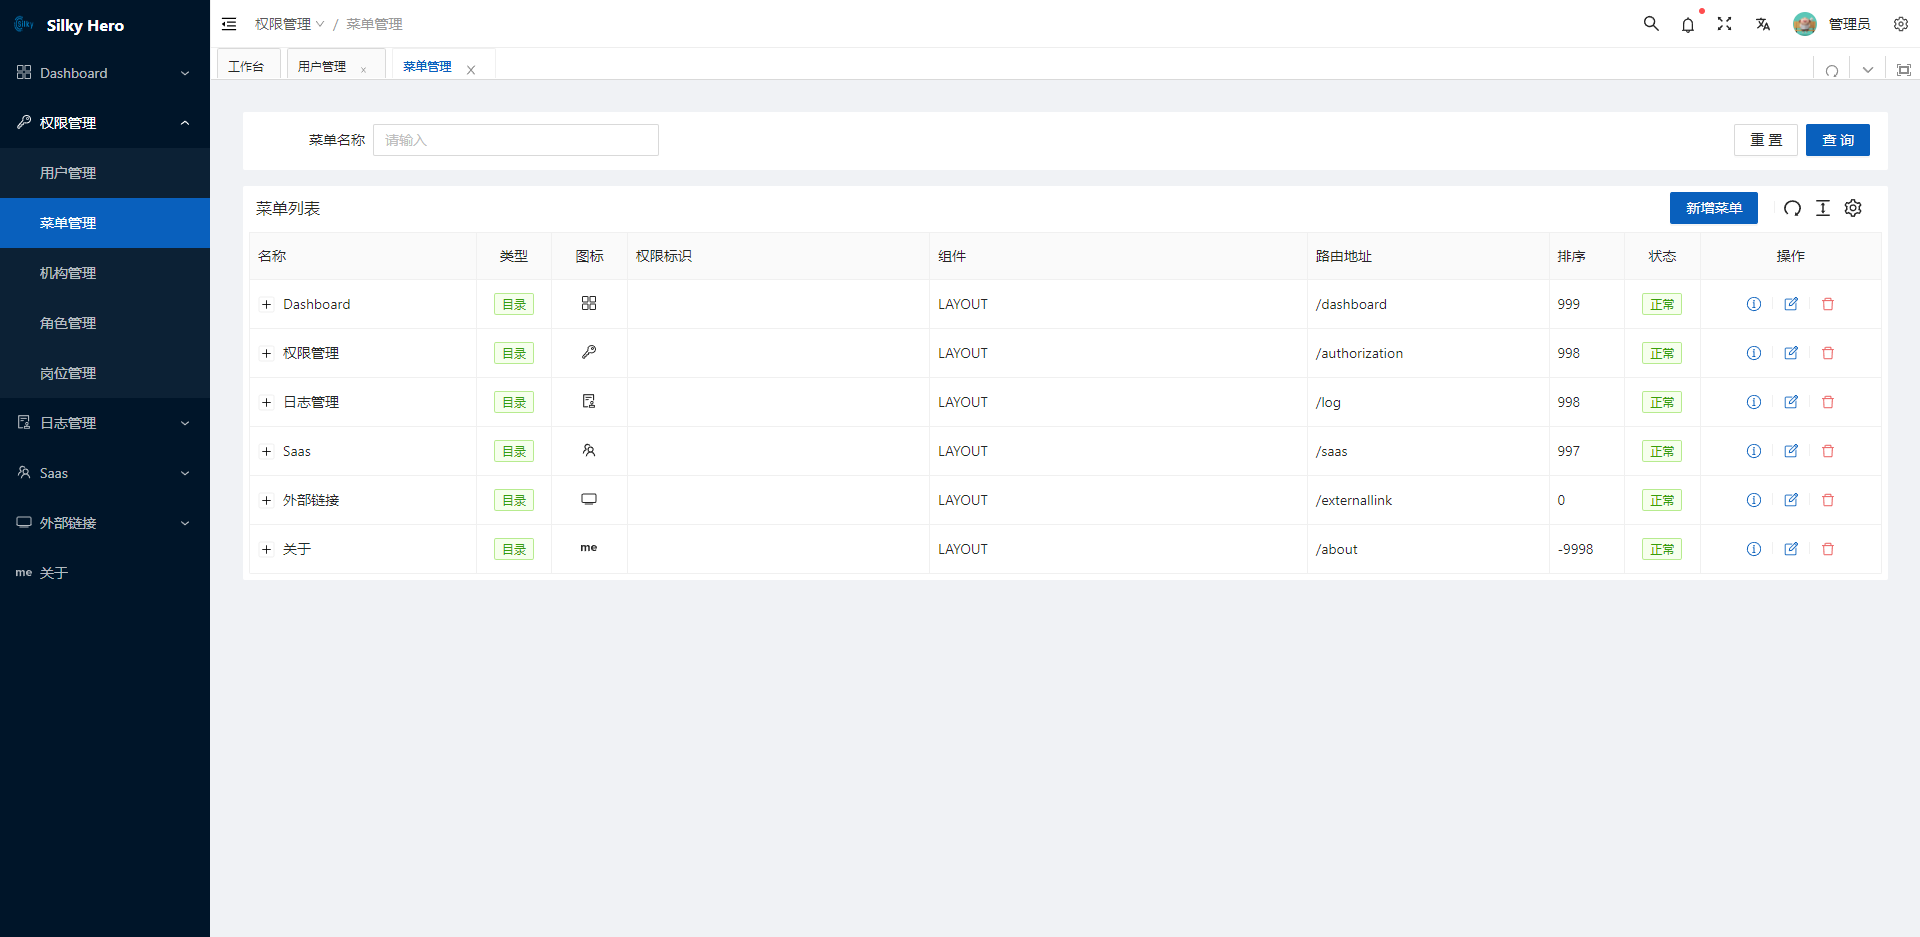 Silky
Silky Hero
Dashboard
权限管理
用户管理
菜单管理
机构管理
角色管理
岗位管理
日志管理
Saas
外部链接
me 关于
权限管理 / 菜单管理
管理员
工作台 用户管理 x 菜单管理 X
菜单名称 请输入 重 置 查 询
菜单列表 新增菜单
名称 类型 图标 权限标识 组件 路由地址 排序 状态 操作
+ Dashboard 目录 LAYOUT /dashboard 999 正常
+ 权限管理 目录 LAYOUT /authorization 998 正常
+ 日志管理 目录 LAYOUT /log 998 正常
+ Saas 目录 LAYOUT /saas 997 正常
+ 外部链接 目录 LAYOUT /externallink 0 正常
+ 关于 目录 me LAYOUT /about -9998 正常